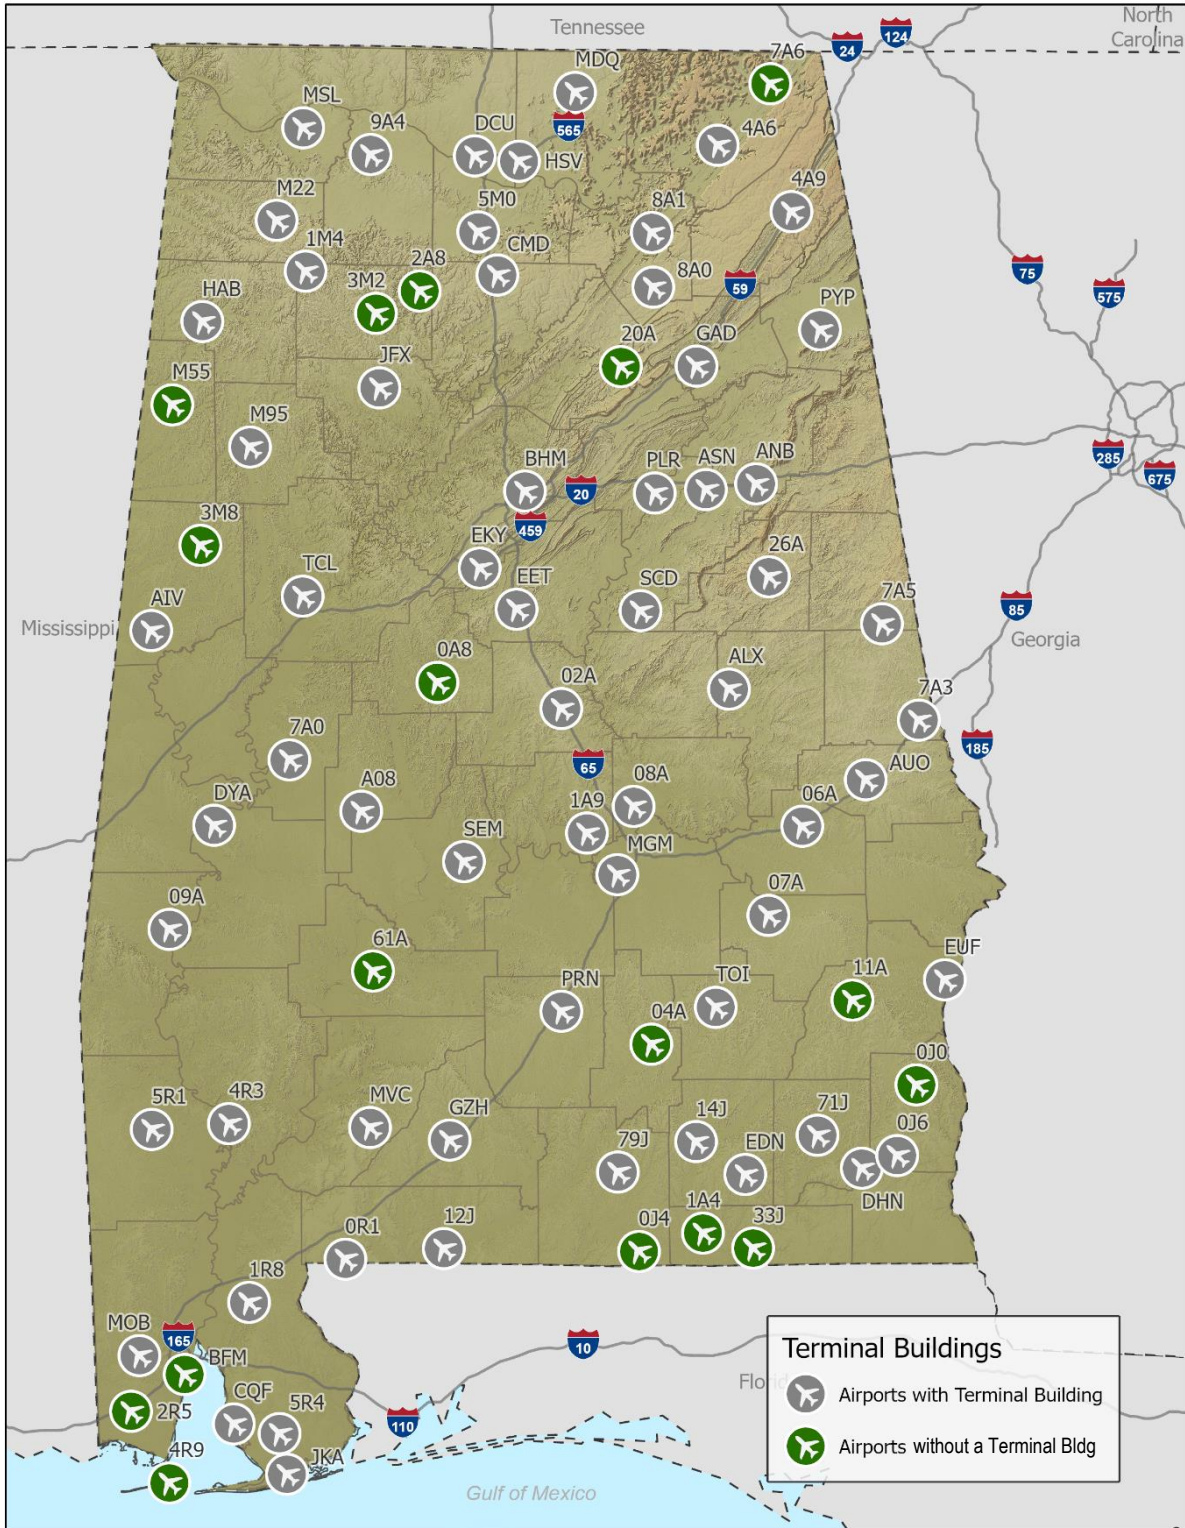 Tennessee
North
Carolina
124
24
MDQ
7A6
MSL
9A4
DCU
565
HSV
4A6
M22
5M0
8A1
4A9
1M4
CMD
2A8
3M2
8A0
59
75
575
HAB
PYP
20A
GAD
JFX
M55
M95
BHM
PLR
ASN
ANB
285
675
20
459
3M8
EKY
26A
TCL
EET
SCD
7A5
85
AIV
Mississippi
Georgia
0A8
02A
ALX
7A3
185
7A0
65
AUO
A08
08A
DYA
1A9
06A
SEM
MGM
09A
07A
61A
EUF
PRN
TOI
11A
04A
0J0
5R1
4R3
MVC
GZH
14J
71J
79J
EDN
0J6
DHN
1A4
0J4
33J
0R1
12J
1R8
MOB
165
BFM
10
2R5
CQF
5R4
110
4R9
JKA
Gulf of Mexico
Terminal Buildings
Flori
Airports with Terminal Building
Airports without a Terminal Bldg